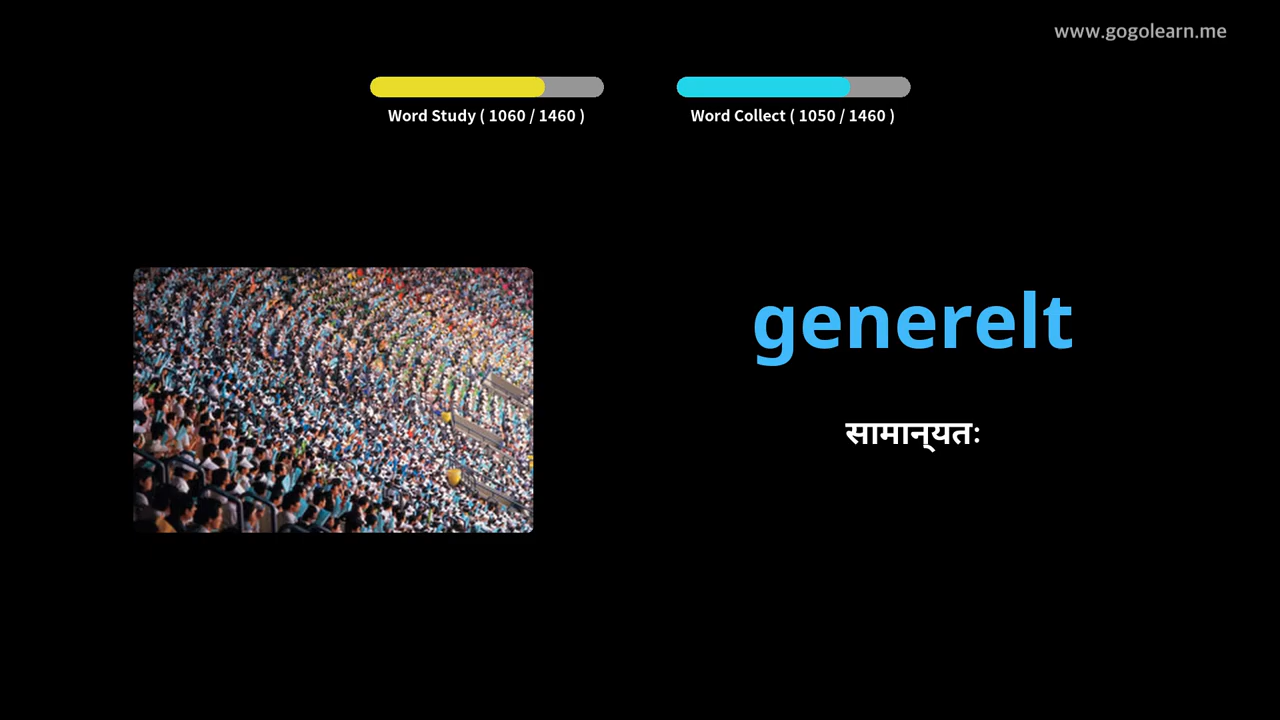 www.gogolearn.me
Word Study ( 1060 / 1460 )
Word Collect ( 1050 / 1460 )
generelt
सामान्यतः